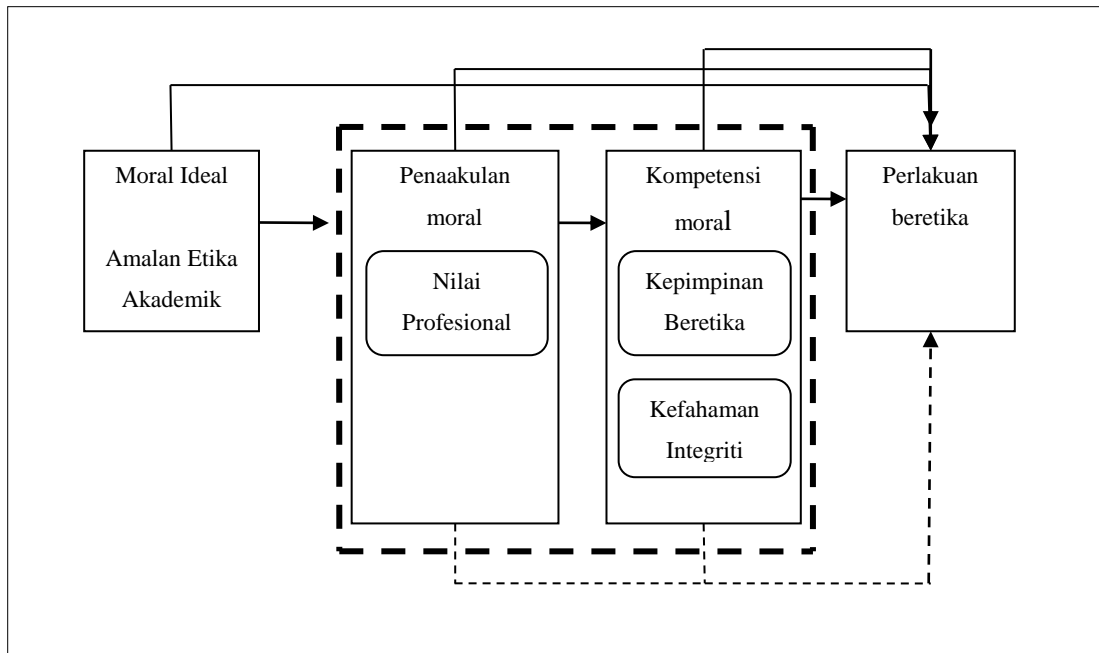 Moral Ideal
Amalan Etika
Akademik
Penaakulan
moral
Nilai
Profesional
Kompetensi
moral
Kepimpinan
Beretika
Kefahaman
Integriti
Perlakuan
beretika